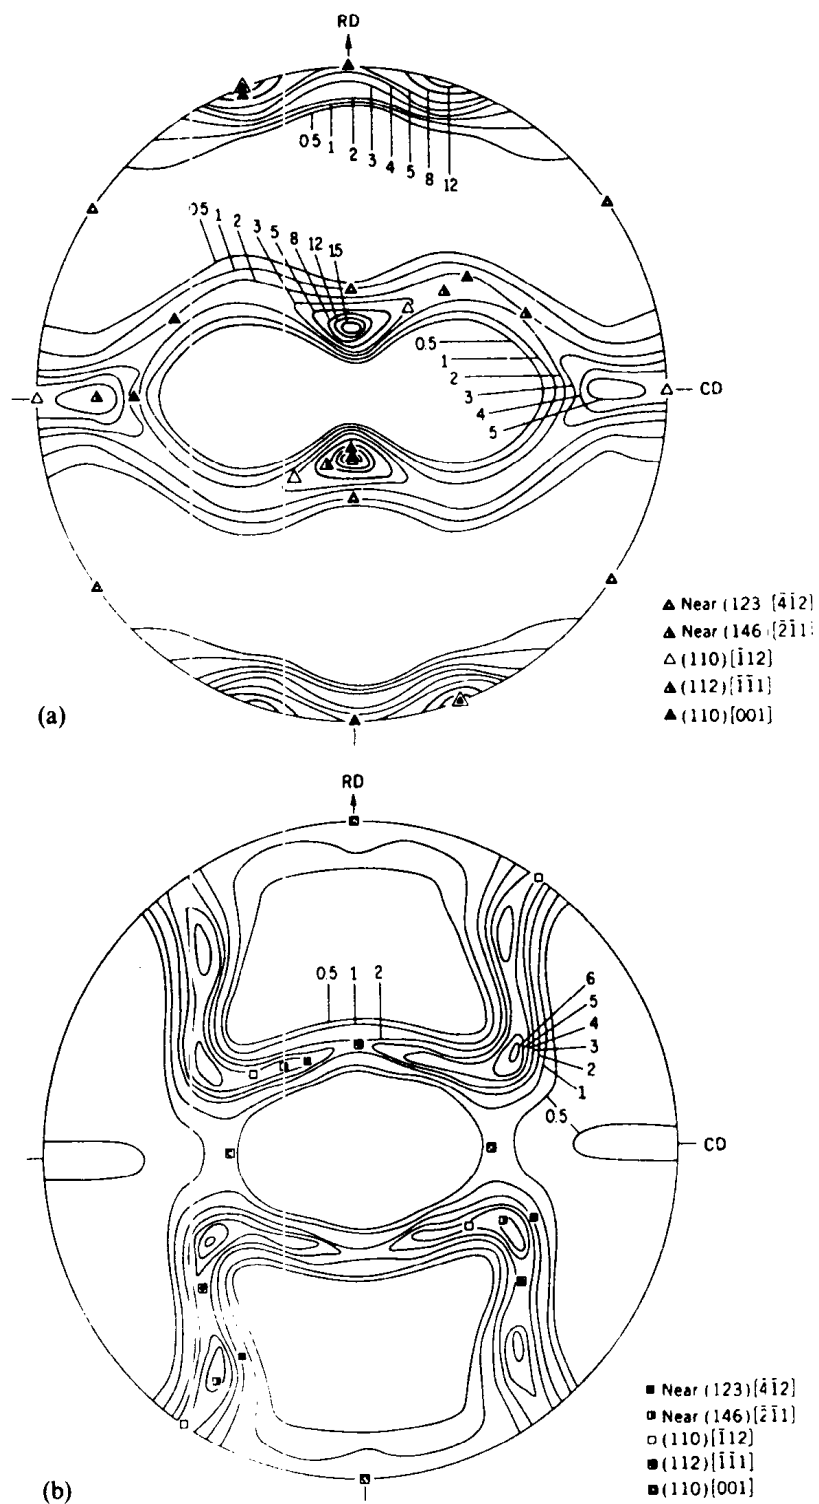 RD
0.5
1
2
3
4
5
8
12
0.5 1 2 3 5 8 12 15
0.5
1
2
3
4
5
CD
Near (123 [4̄1̄2]
Near (146 [2̄1̄1]
(110)[1̄12]
(112)[1̄1̄1]
(110)[001]
(a)
RD
0.5 1 2
6
5
4
3
2
1
0.5
CD
Near (123)[4̄1̄2]
Near (146)[2̄1̄1]
(110)[1̄12]
(112)[1̄1̄1]
(110)[001]
(b)